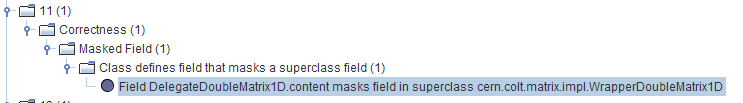 11 (1)
Correctness (1)
Masked Field (1)
Class defines field that masks a superclass field (1)
Field DelegateDoubleMatrix1D.content masks field in superclass cern.colt.matrix.impl.WrapperDoubleMatrix1D